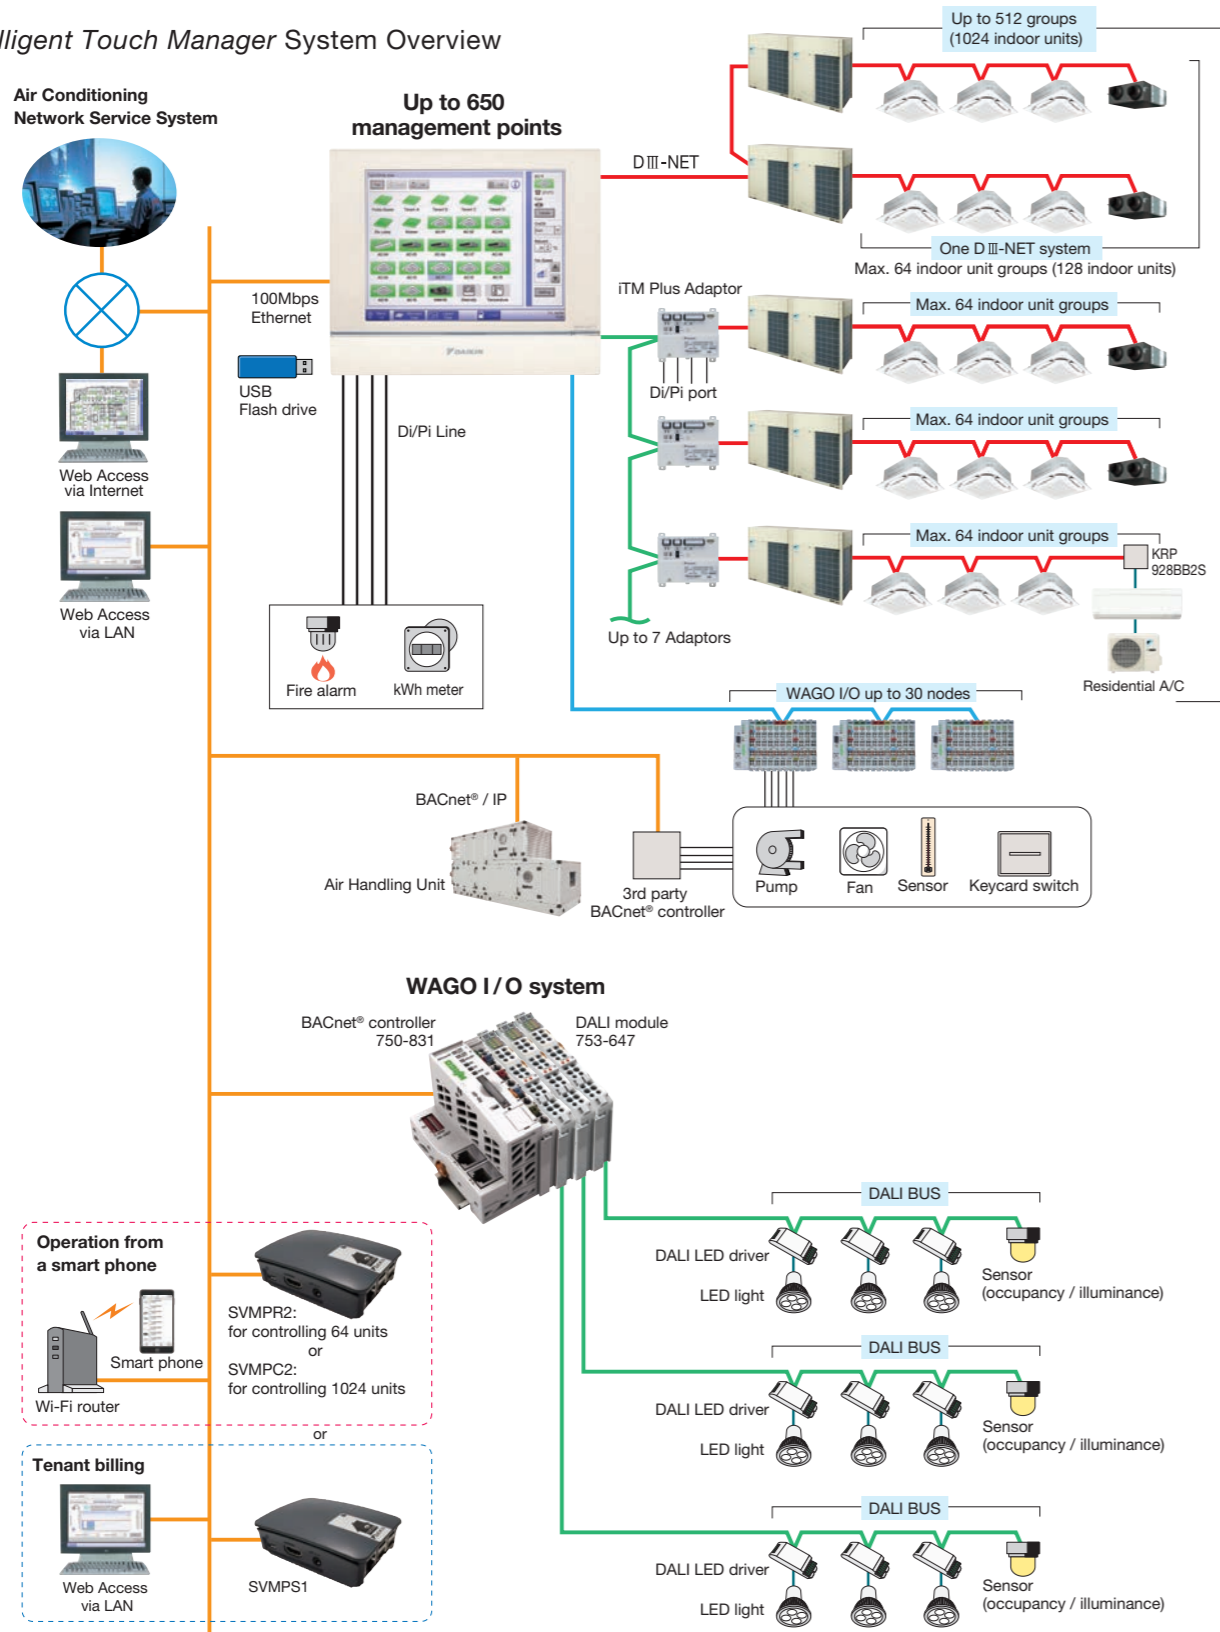 lligent Touch Manager System Overview
Up to 512 groups
(1024 indoor units)
Air Conditioning
Network Service System
Up to 650
management points
DⅢ-NET
One DⅢ-NET system
Max. 64 indoor unit groups (128 indoor units)
100Mbps
Ethernet
iTM Plus Adaptor
Max. 64 indoor unit groups
USB
Flash drive
DAIKIN
Di/Pi port
Di/Pi Line
Max. 64 indoor unit groups
Web Access
via Internet
Max. 64 indoor unit groups
KRP
928BB2S
Web Access
via LAN
Up to 7 Adaptors
Fire alarm
kWh meter
Residential A/C
WAGO I/O up to 30 nodes
BACnet® / IP
Air Handling Unit
3rd party
BACnet® controller
Pump
Fan
Sensor
Keycard switch
WAGO I/O system
BACnet® controller
750-831
DALI module
753-647
DALI BUS
DALI LED driver
LED light
Sensor
(occupancy / illuminance)
Operation from
a smart phone
SVMPR2:
for controlling 64 units
or
SVMPC2:
for controlling 1024 units
Smart phone
Wi-Fi router
DALI BUS
DALI LED driver
LED light
Sensor
(occupancy / illuminance)
or
Tenant billing
Web Access
via LAN
SVMPS1
DALI BUS
DALI LED driver
LED light
Sensor
(occupancy / illuminance)